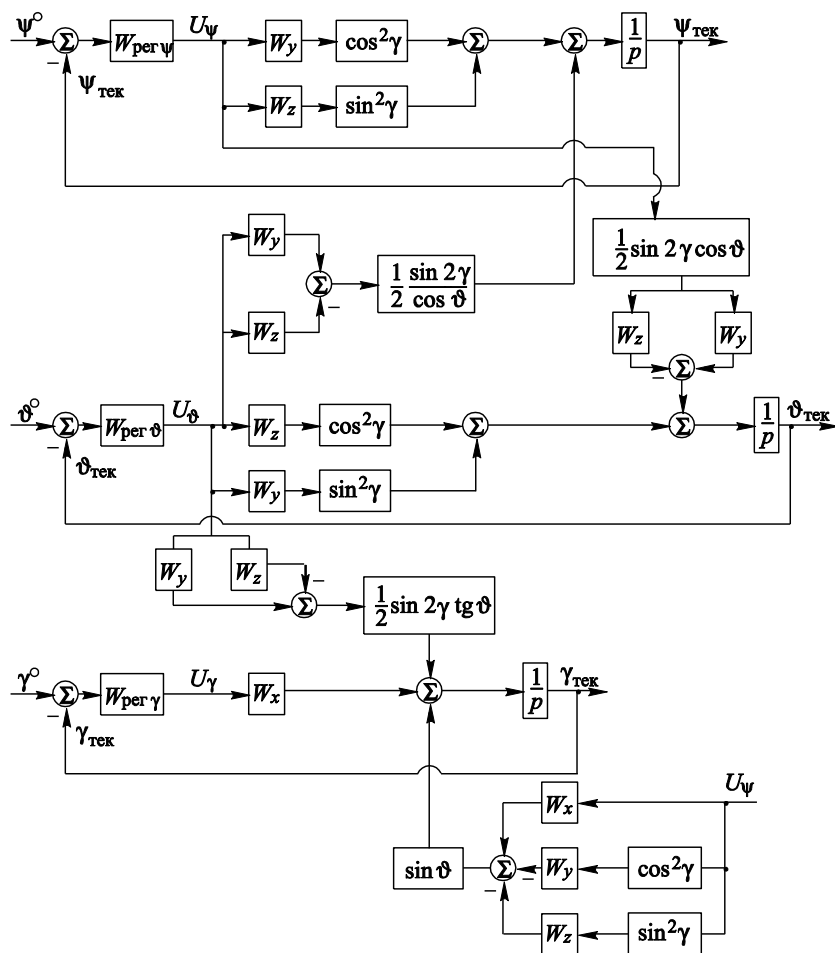 ψ° Σ W_рег ψ U_ψ W_y cos²γ Σ Σ 1/p ψ_тек
− ψ_тек
W_z sin²γ
W_y
1/2 sin 2γ cos ϑ
Σ − 1/2 sin 2γ/cos ϑ
W_z
W_z W_y
− Σ
ϑ° Σ W_рег ϑ U_ϑ W_z cos²γ Σ Σ 1/p ϑ_тек
− ϑ_тек
W_y sin²γ
W_y W_z −
Σ 1/2 sin 2γ tg ϑ
γ° Σ W_рег γ U_γ W_x Σ 1/p γ_тек
− γ_тек
U_ψ
W_x
sin ϑ Σ − W_y cos²γ
− W_z sin²γ